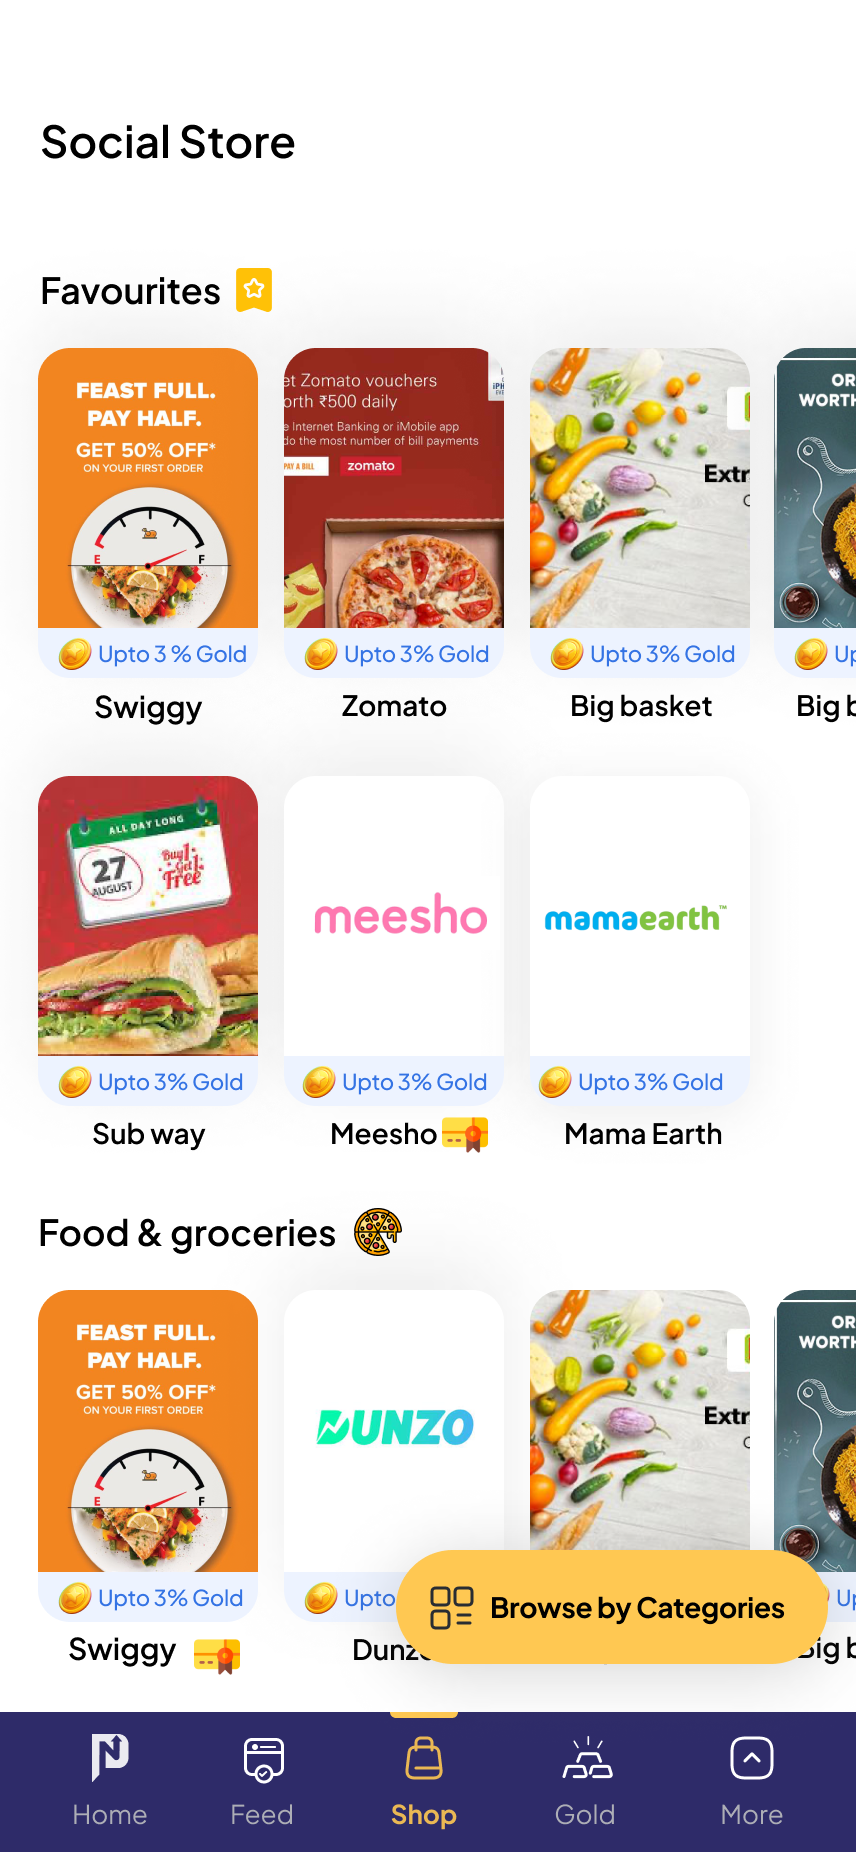 Social Store
Favourites
FEAST FULL.
PAY HALF.
GET 50% OFF*
ON YOUR FIRST ORDER
E
F
Upto 3 % Gold
Swiggy
et Zomato vouchers
orth ₹500 daily
e Internet Banking or iMobile app
do the most number of bill payments
PAY A BILL
zomato
Upto 3% Gold
Zomato
Extr
Upto 3% Gold
Big basket
OR
WORTH
Up
Big b
ALL DAY LONG
27
AUGUST
Buy 1
Get 1
Free
Upto 3% Gold
Sub way
meesho
Upto 3% Gold
Meesho
mamaearth™
Upto 3% Gold
Mama Earth
Food & groceries
FEAST FULL.
PAY HALF.
GET 50% OFF*
ON YOUR FIRST ORDER
E
F
Upto 3% Gold
Swiggy
DUNZO
Upto
Dunz
Extr
OR
WORTH
Up
Big b
Browse by Categories
Home
Feed
Shop
Gold
More